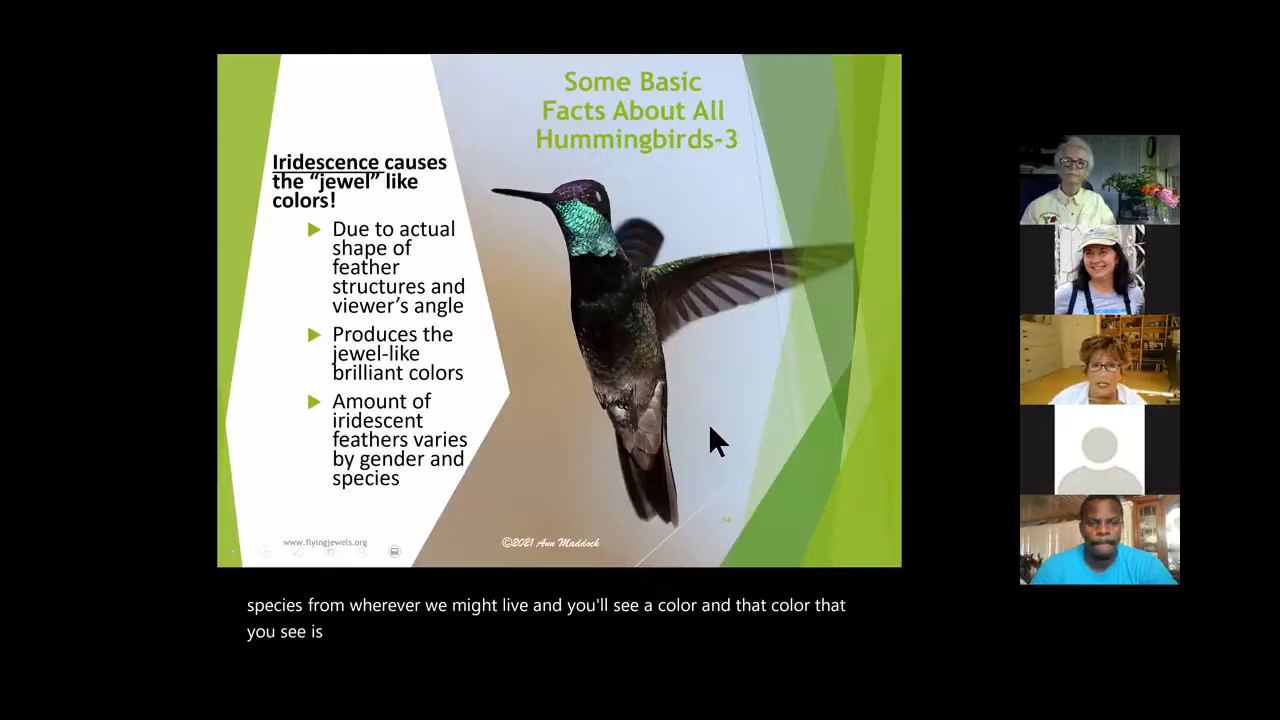 Some Basic
Facts About All
Hummingbirds-3
Iridescence causes
the “jewel” like
colors!
Due to actual
shape of
feather
structures and
viewer’s angle
Produces the
jewel-like
brilliant colors
Amount of
iridescent
feathers varies
by gender and
species
14
www.flyingjewels.org
©2021 Ann Maddock
species from wherever we might live and you'll see a color and that color that
you see is